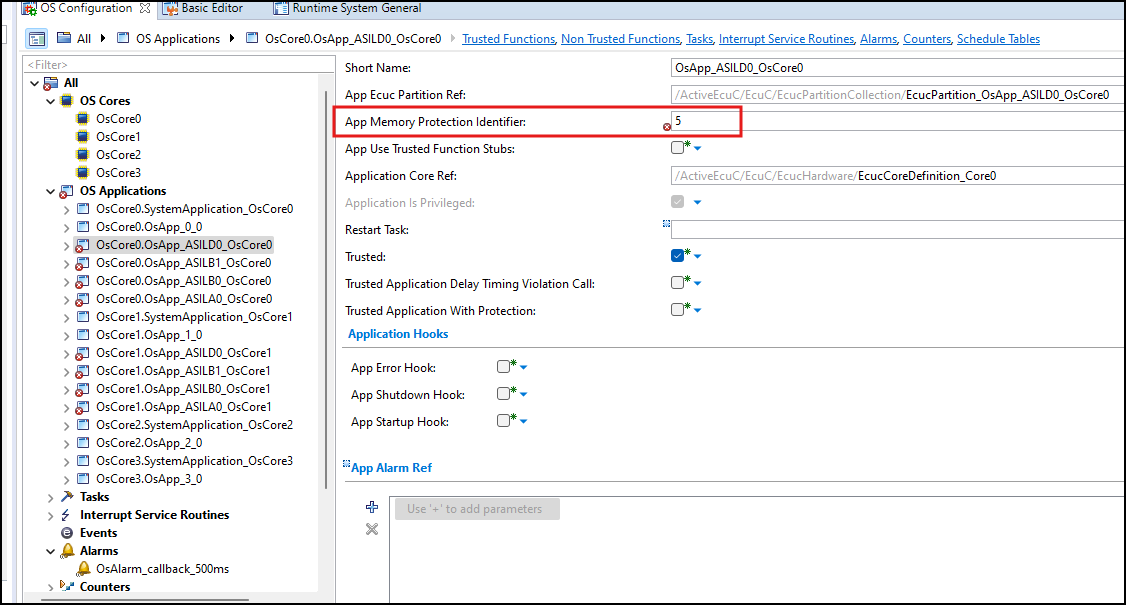 OS Configuration Basic Editor Runtime System General
All OS Applications OsCore0.OsApp_ASILD0_OsCore0 Trusted Functions, Non Trusted Functions, Tasks, Interrupt Service Routines, Alarms, Counters, Schedule Tables
<Filter>
All
OS Cores
OsCore0
OsCore1
OsCore2
OsCore3
OS Applications
OsCore0.SystemApplication_OsCore0
OsCore0.OsApp_0_0
OsCore0.OsApp_ASILD0_OsCore0
OsCore0.OsApp_ASILB1_OsCore0
OsCore0.OsApp_ASILB0_OsCore0
OsCore0.OsApp_ASILA0_OsCore0
OsCore1.SystemApplication_OsCore1
OsCore1.OsApp_1_0
OsCore1.OsApp_ASILD0_OsCore1
OsCore1.OsApp_ASILB1_OsCore1
OsCore1.OsApp_ASILB0_OsCore1
OsCore1.OsApp_ASILA0_OsCore1
OsCore2.SystemApplication_OsCore2
OsCore2.OsApp_2_0
OsCore3.SystemApplication_OsCore3
OsCore3.OsApp_3_0
Tasks
Interrupt Service Routines
Events
Alarms
OsAlarm_callback_500ms
Counters
Short Name: OsApp_ASILD0_OsCore0
App Ecuc Partition Ref: /ActiveEcuC/EcuC/EcucPartitionCollection/EcucPartition_OsApp_ASILD0_OsCore0
App Memory Protection Identifier: 5
App Use Trusted Function Stubs:
Application Core Ref: /ActiveEcuC/EcuC/EcucHardware/EcucCoreDefinition_Core0
Application Is Privileged:
Restart Task:
Trusted:
Trusted Application Delay Timing Violation Call:
Trusted Application With Protection:
Application Hooks
App Error Hook:
App Shutdown Hook:
App Startup Hook:
App Alarm Ref
Use '+' to add parameters